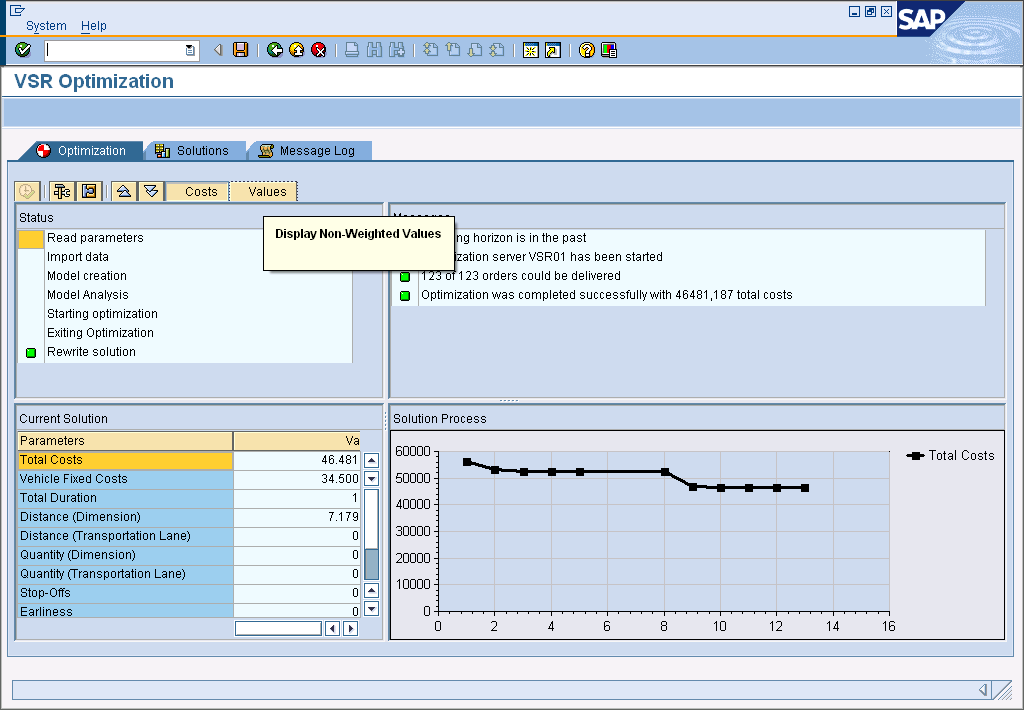 System Help
SAP
VSR Optimization
Optimization Solutions Message Log
Costs Values
Status
Display Non-Weighted Values
Read parameters
Import data
Model creation
Model Analysis
Starting optimization
Exiting Optimization
Rewrite solution
horizon is in the past
server VSR01 has been started
123 of 123 orders could be delivered
Optimization was completed successfully with 46481,187 total costs
Current Solution
Parameters Va
Total Costs 46.481
Vehicle Fixed Costs 34.500
Total Duration 1
Distance (Dimension) 7.179
Distance (Transportation Lane) 0
Quantity (Dimension) 0
Quantity (Transportation Lane) 0
Stop-Offs 0
Earliness 0
Solution Process
60000
50000
40000
30000
20000
10000
0
0 2 4 6 8 10 12 14 16
Total Costs